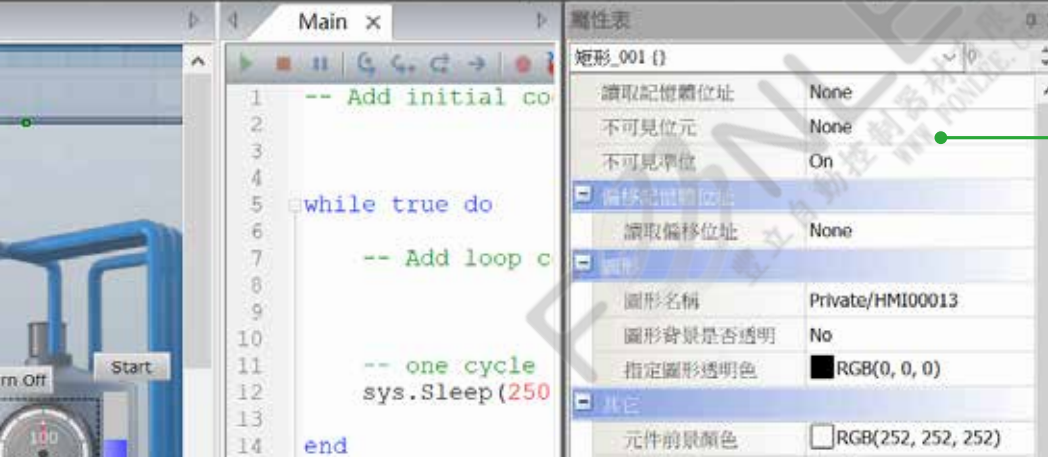 Main ×
屬性表
矩形_001 {}
0
讀取記憶體位址 None
不可見位元 None
不可見準位 On
偏移記憶體位址
讀取偏移位址 None
圖形
圖形名稱 Private/HMI00013
圖形背景是否透明 No
指定圖形透明色 RGB(0, 0, 0)
其它
元件前景顏色 RGB(252, 252, 252)
1 -- Add initial co
2
3
4
5 while true do
6
7 -- Add loop c
8
9
10
11 -- one cycle
12 sys.Sleep(250
13
14 end
Start
rn Off
100